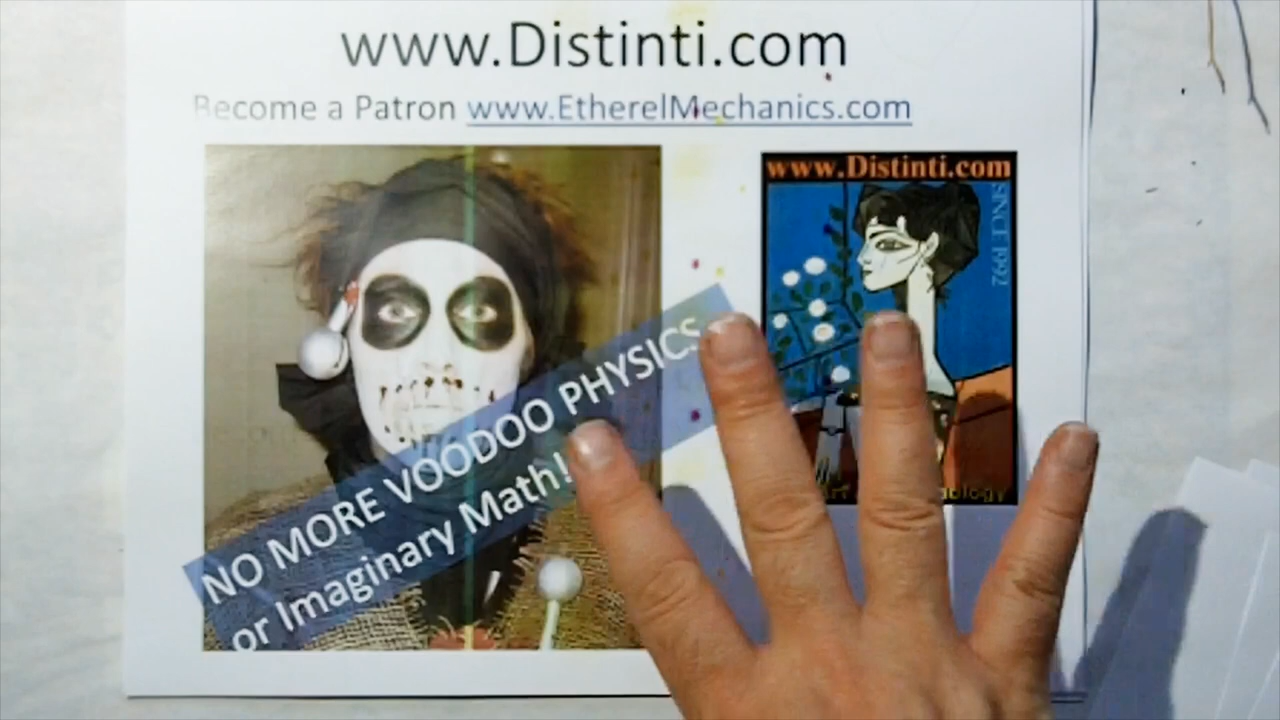 www.Distinti.com
Become a Patron www.EtherelMechanics.com
www.Distinti.com
SINCE 1992
NO MORE VOODOO PHYSICS
or Imaginary Math!